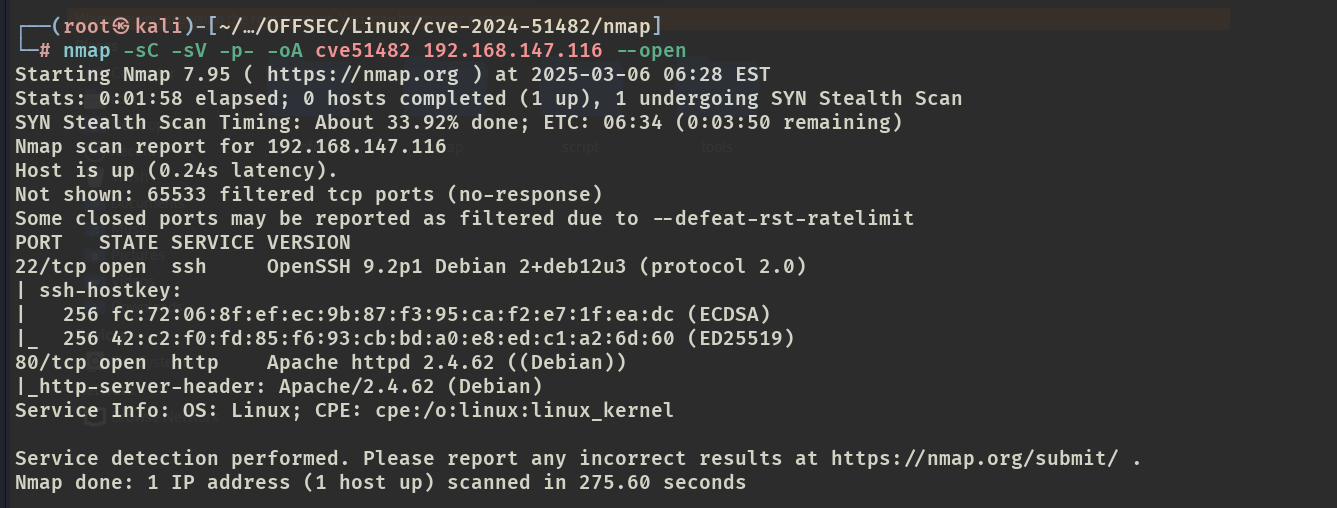 ┌──(root㉿kali)-[~/…/OFFSEC/Linux/cve-2024-51482/nmap]
└─# nmap -sC -sV -p- -oA cve51482 192.168.147.116 --open
Starting Nmap 7.95 ( https://nmap.org ) at 2025-03-06 06:28 EST
Stats: 0:01:58 elapsed; 0 hosts completed (1 up), 1 undergoing SYN Stealth Scan
SYN Stealth Scan Timing: About 33.92% done; ETC: 06:34 (0:03:50 remaining)
Nmap scan report for 192.168.147.116
Host is up (0.24s latency).
Not shown: 65533 filtered tcp ports (no-response)
Some closed ports may be reported as filtered due to --defeat-rst-ratelimit
PORT   STATE SERVICE VERSION
22/tcp open  ssh     OpenSSH 9.2p1 Debian 2+deb12u3 (protocol 2.0)
| ssh-hostkey:
|   256 fc:72:06:8f:ef:ec:9b:87:f3:95:ca:f2:e7:1f:ea:dc (ECDSA)
|_  256 42:c2:f0:fd:85:f6:93:cb:bd:a0:e8:ed:c1:a2:6d:60 (ED25519)
80/tcp open  http    Apache httpd 2.4.62 ((Debian))
|_http-server-header: Apache/2.4.62 (Debian)
Service Info: OS: Linux; CPE: cpe:/o:linux:linux_kernel

Service detection performed. Please report any incorrect results at https://nmap.org/submit/ .
Nmap done: 1 IP address (1 host up) scanned in 275.60 seconds